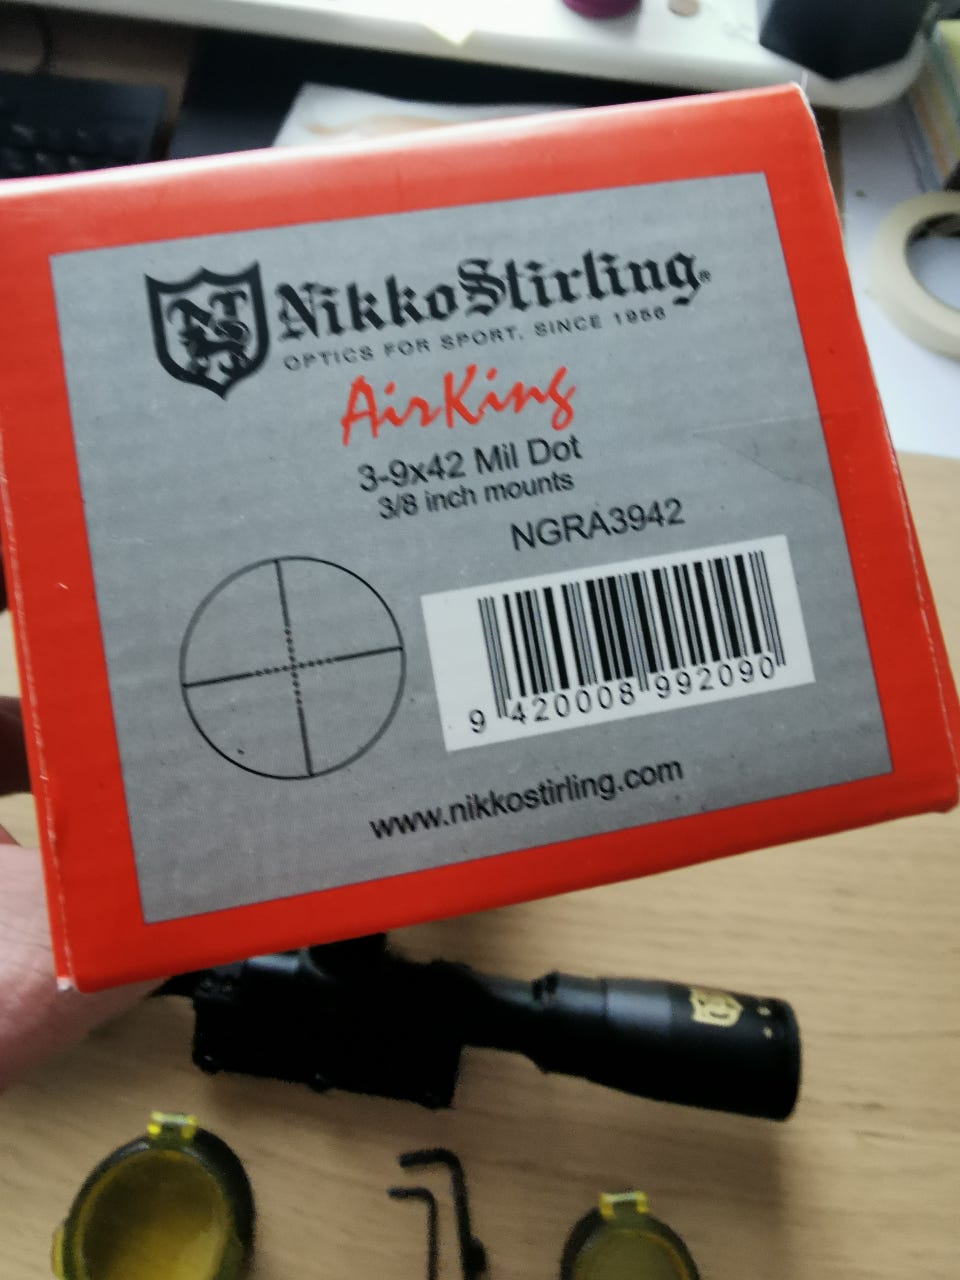 NikkoStirling®
OPTICS FOR SPORT, SINCE 1956
AirKing
3-9x42 Mil Dot
3/8 inch mounts
NGRA3942
9 420008 992090
www.nikkostirling.com